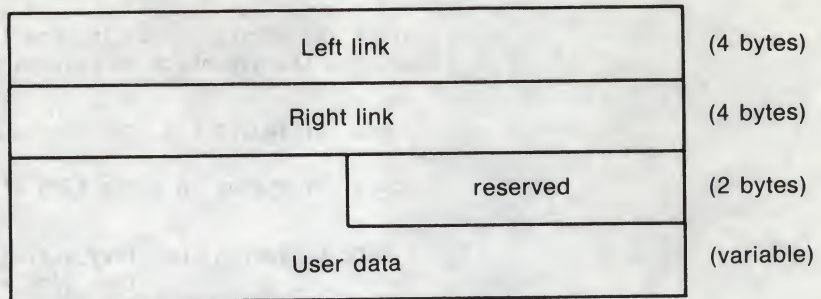 Left link (4 bytes)
Right link (4 bytes)
reserved (2 bytes)
User data (variable)